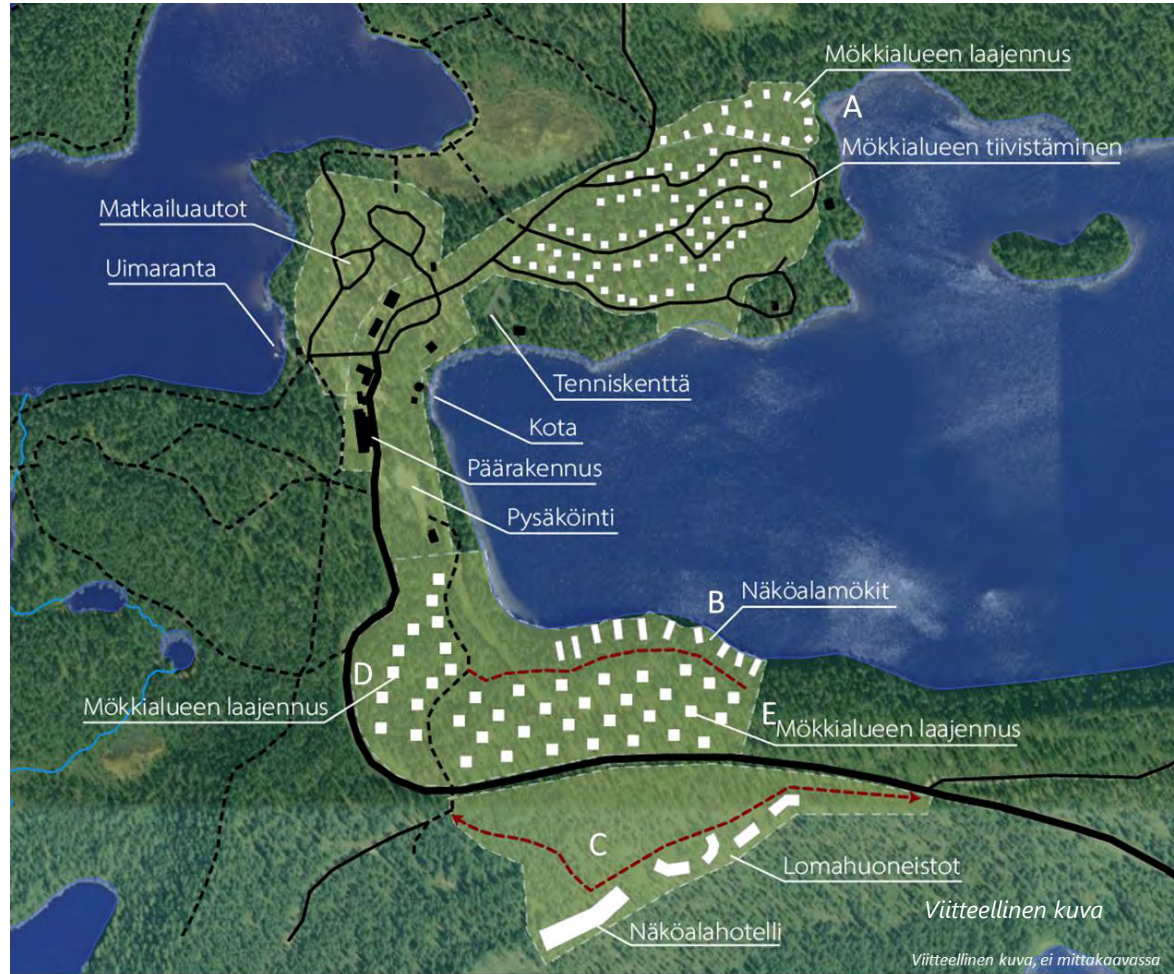 Mökkialueen laajennus
A
Mökkialueen tiivistäminen
Matkailuautot
Uimaranta
Tenniskenttä
Kota
Päärakennus
Pysäköinti
B
Näköalamökit
D
Mökkialueen laajennus
E
Mökkialueen laajennus
C
Lomahuoneistot
Viitteellinen kuva
Näköalahotelli
Viitteellinen kuva, ei mittakaavassa